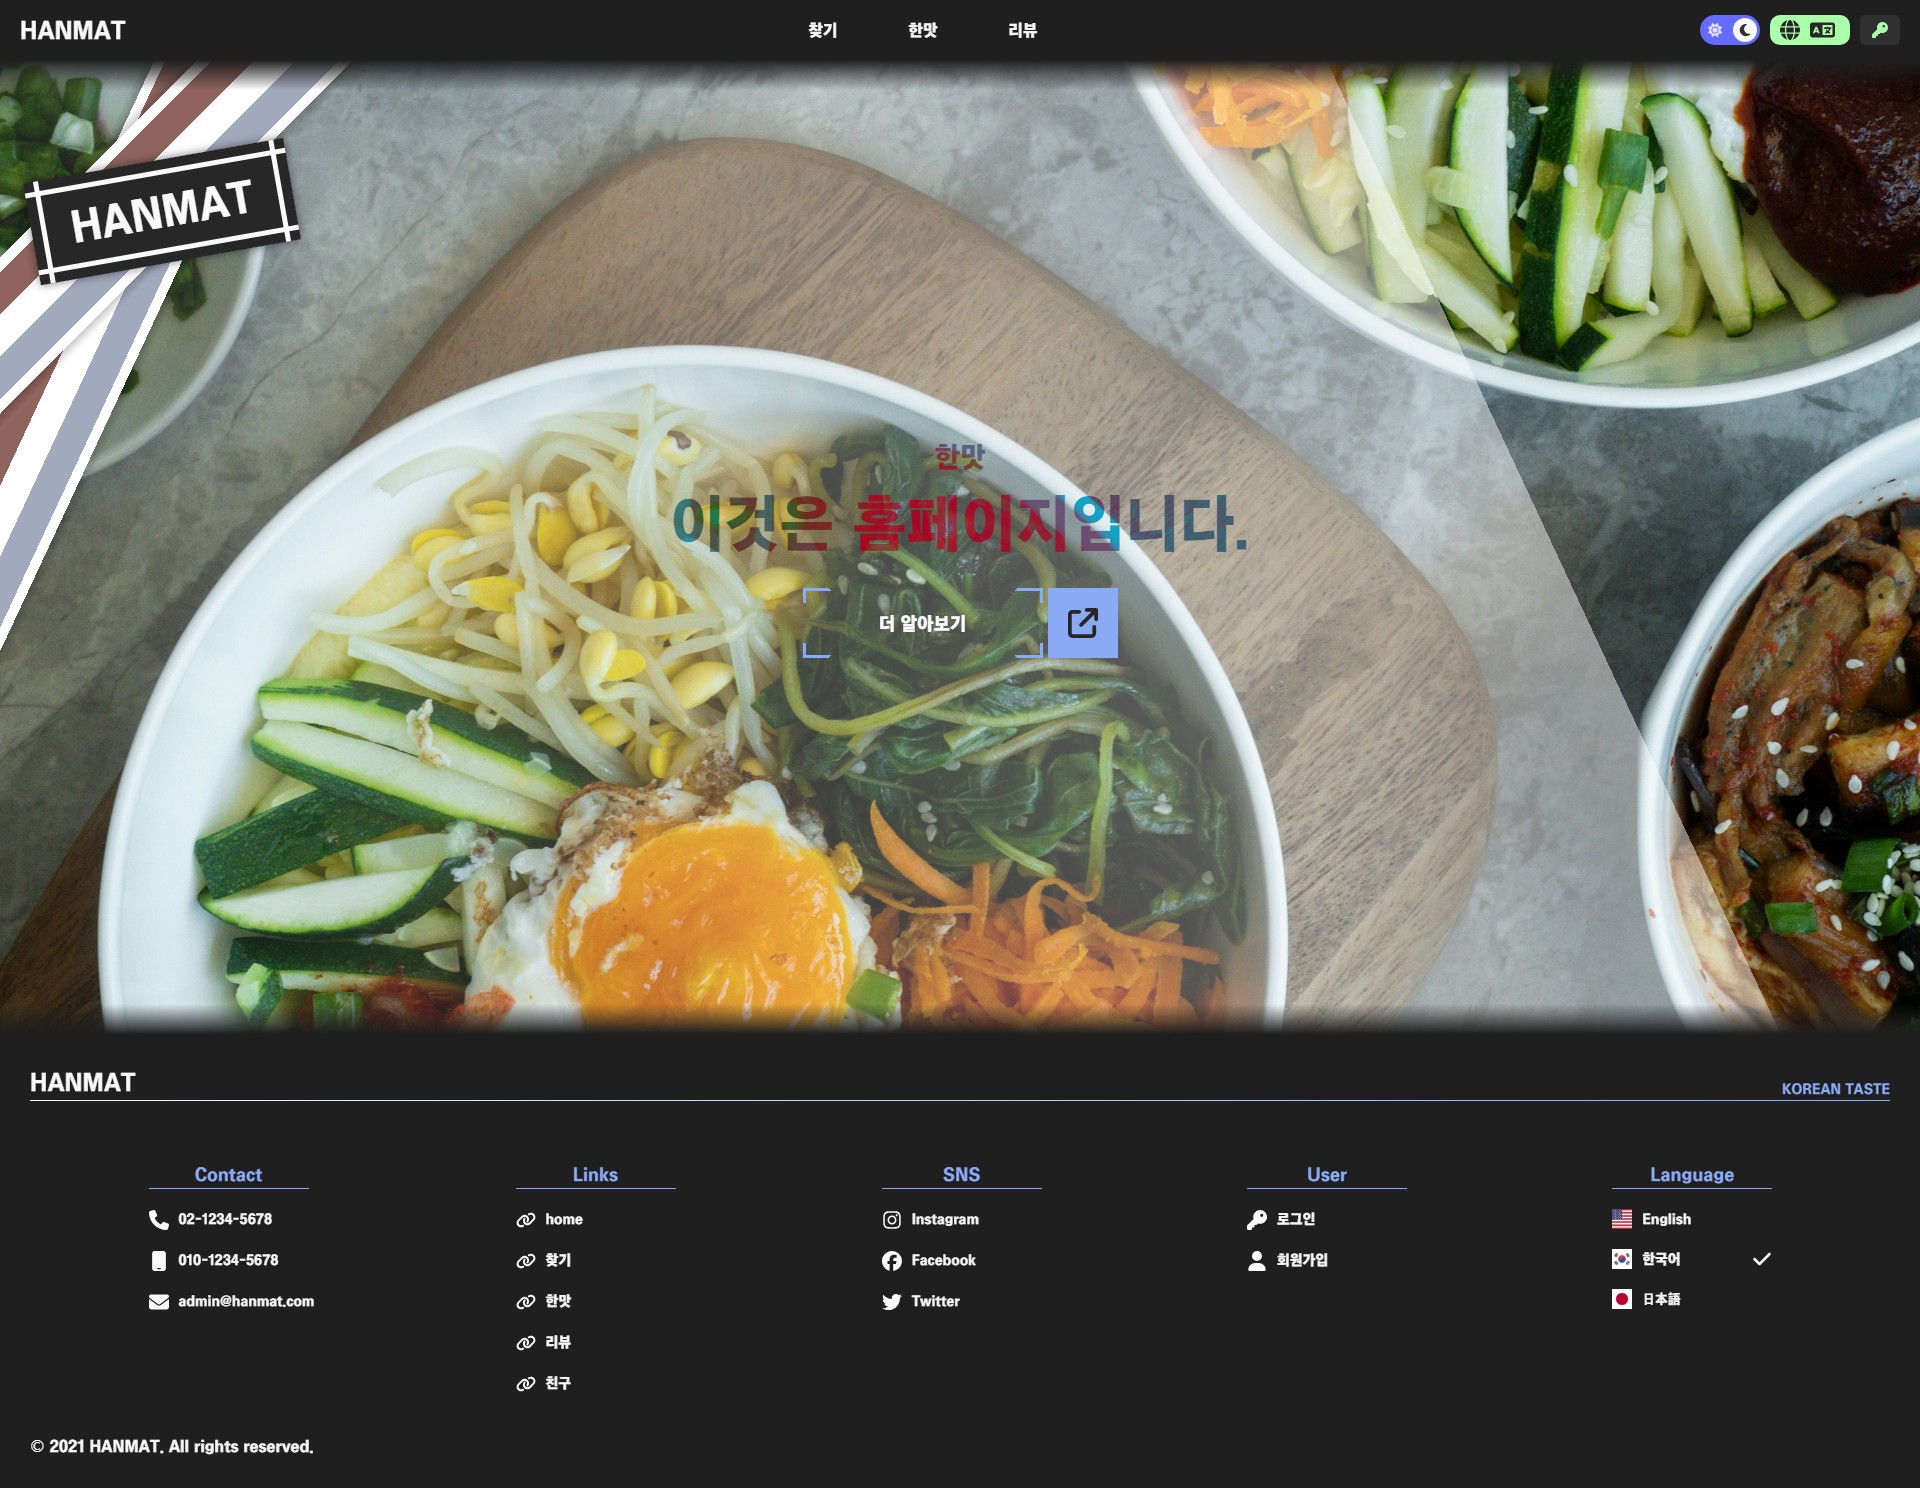 HANMAT
찾기
한맛
리뷰
HANMAT
한맛
이것은 홈페이지입니다.
더 알아보기
HANMAT
KOREAN TASTE
Contact
02-1234-5678
010-1234-5678
admin@hanmat.com
Links
home
찾기
한맛
리뷰
친구
SNS
Instagram
Facebook
Twitter
User
로그인
회원가입
Language
English
한국어
日本語
© 2021 HANMAT. All rights reserved.